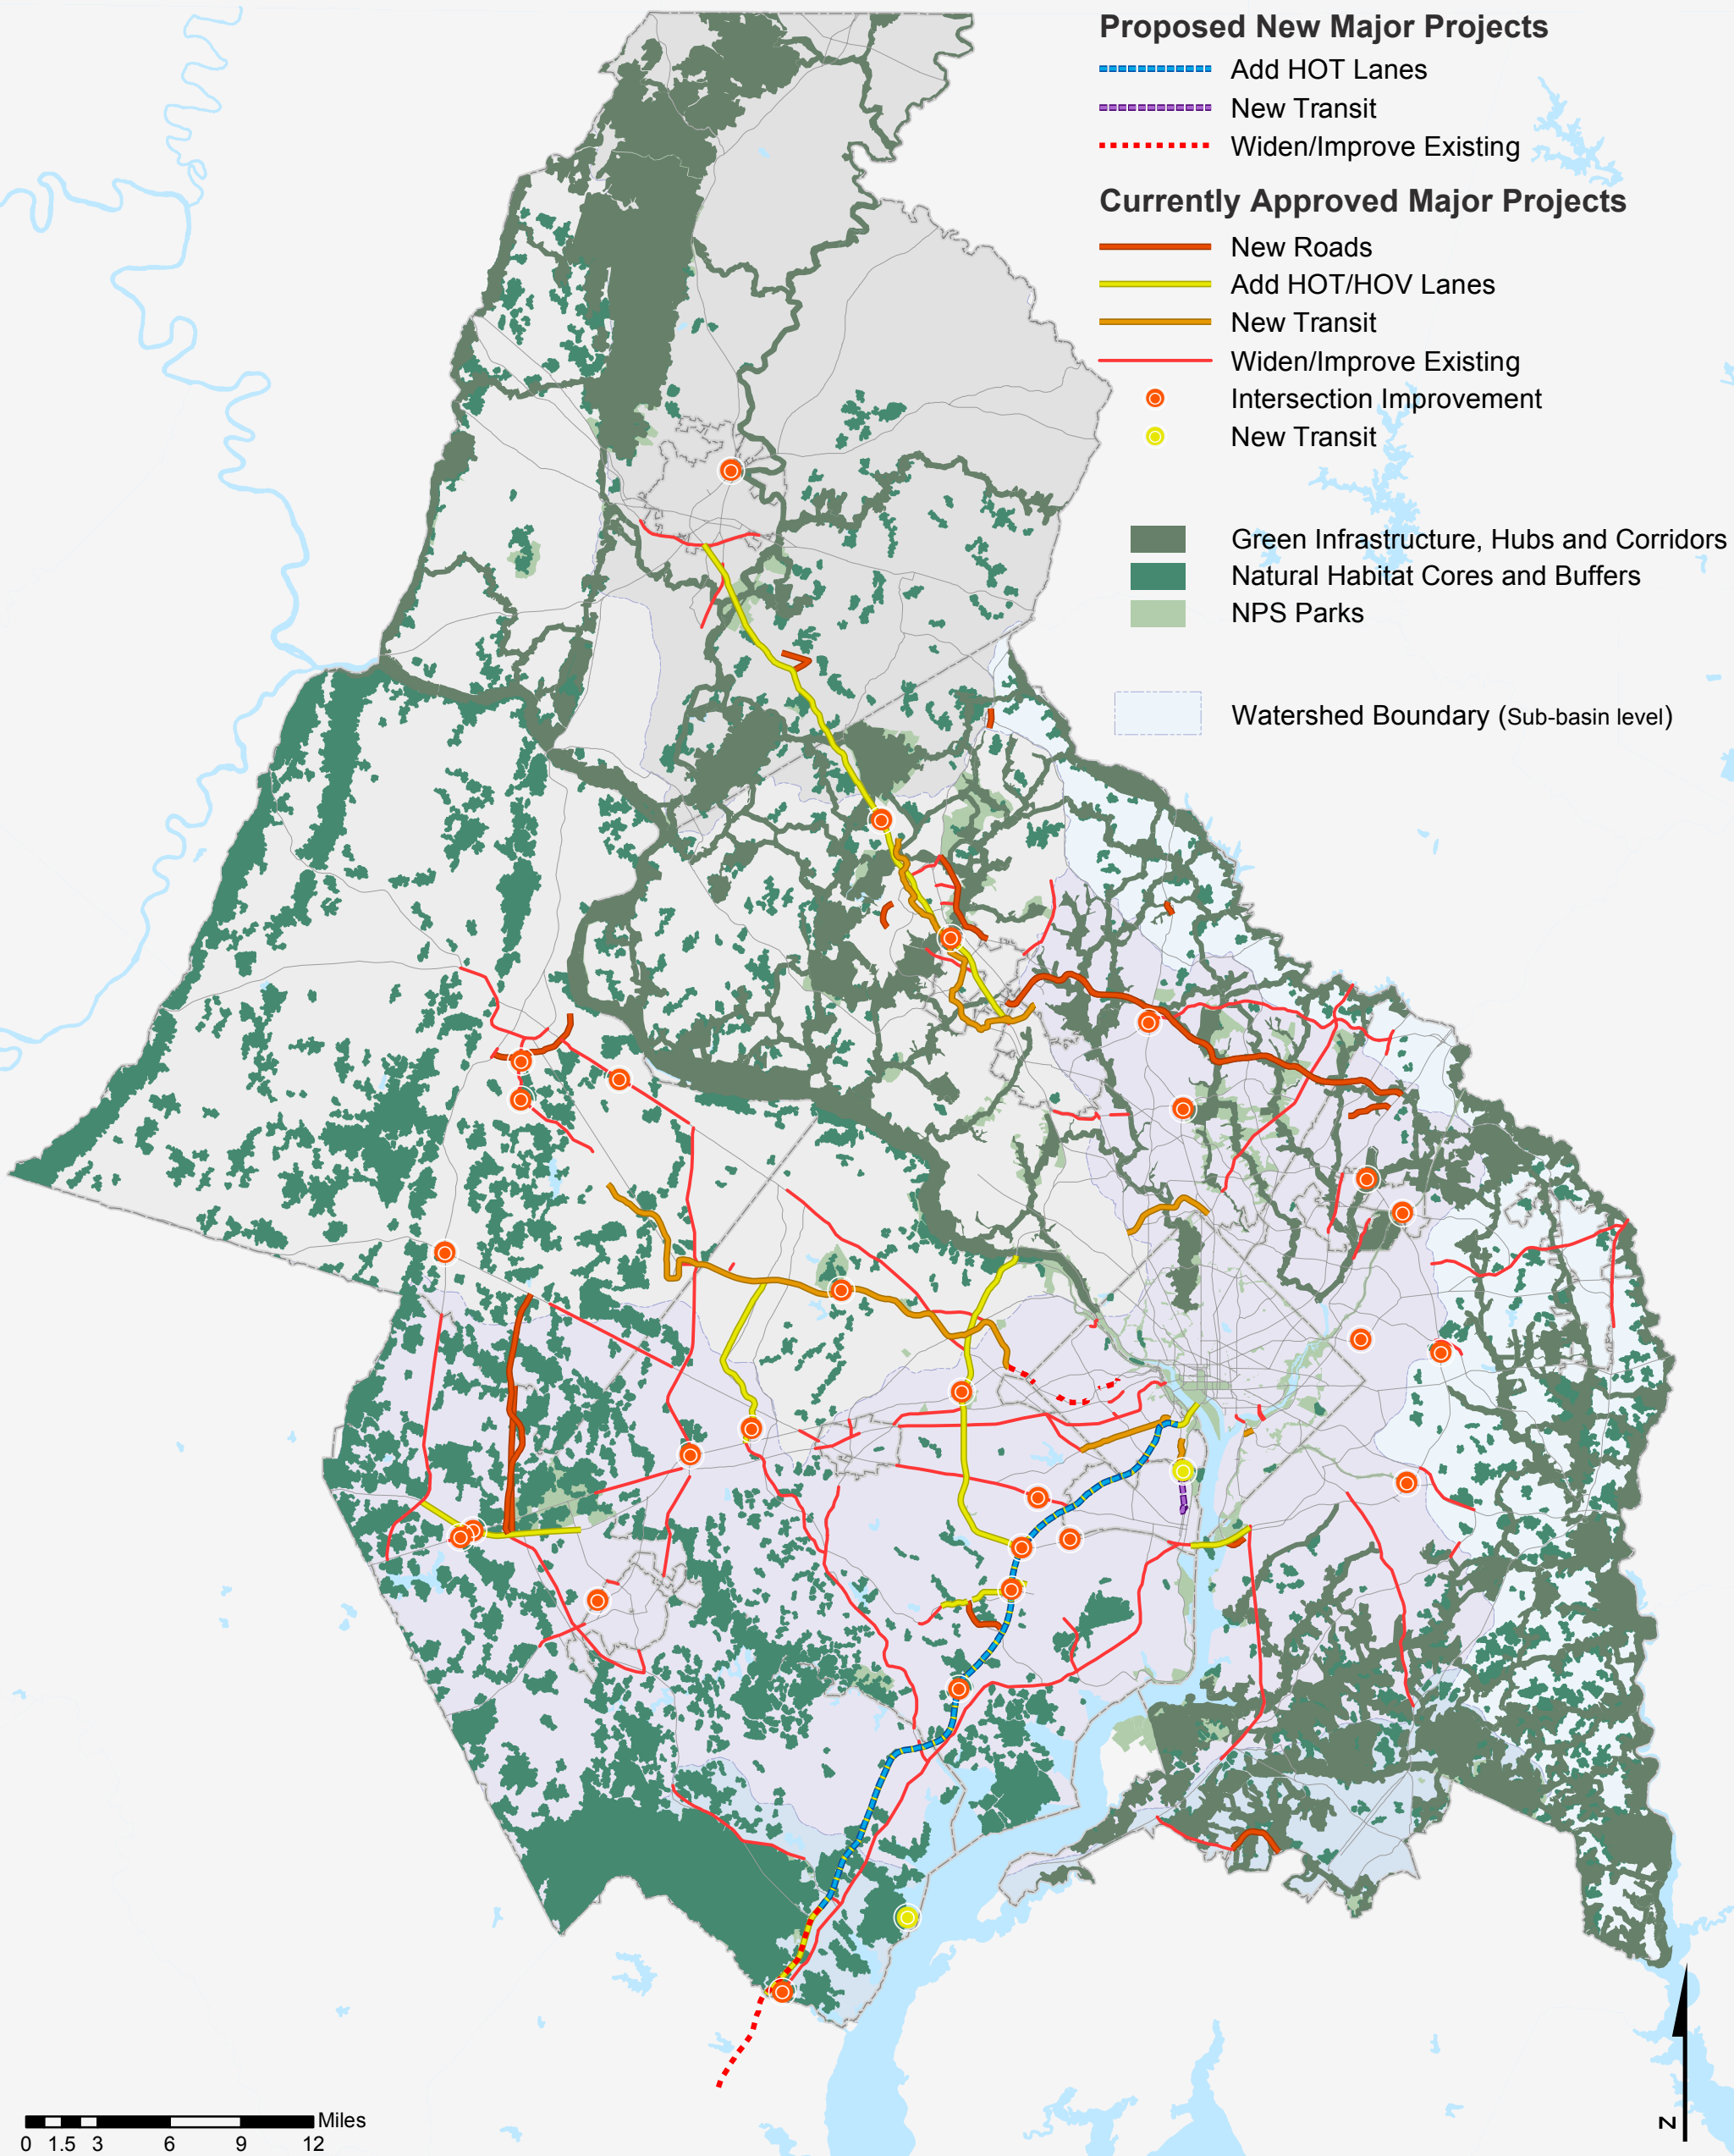 Proposed New Major Projects
Add HOT Lanes
New Transit
Widen/Improve Existing
Currently Approved Major Projects
New Roads
Add HOT/HOV Lanes
New Transit
Widen/Improve Existing
Intersection Improvement
New Transit
Green Infrastructure, Hubs and Corridors
Natural Habitat Cores and Buffers
NPS Parks
Watershed Boundary (Sub-basin level)
Miles
0 1.5 3 6 9 12
N